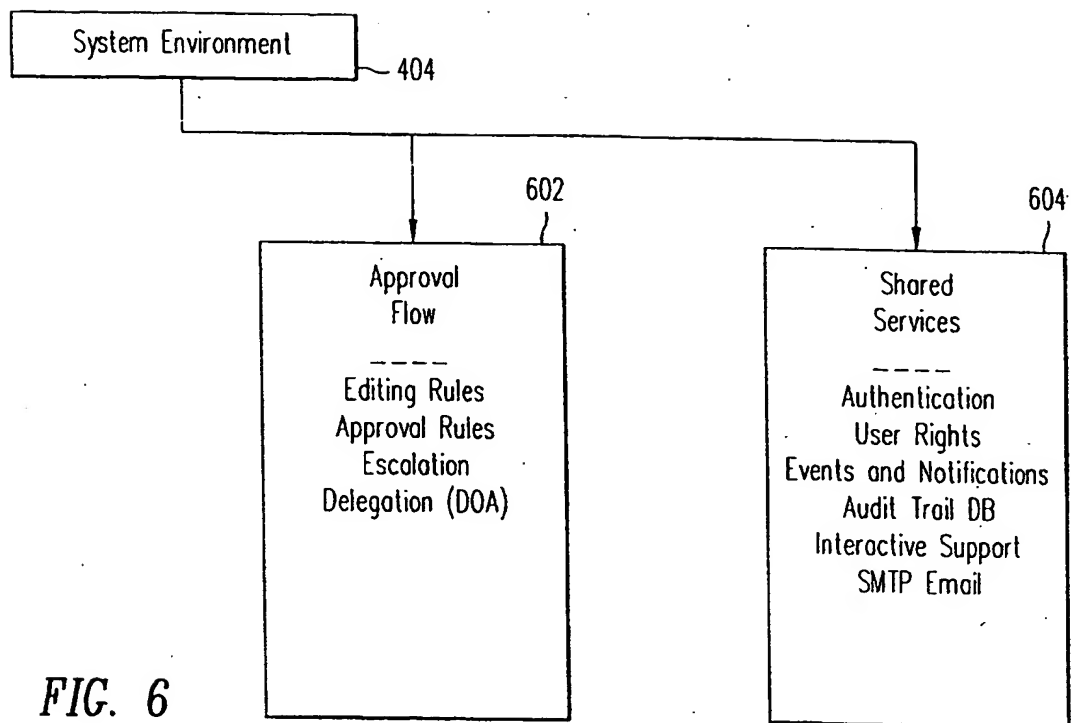 System Environment
404
602
Approval
Flow
Editing Rules
Approval Rules
Escalation
Delegation (DOA)
604
Shared
Services
Authentication
User Rights
Events and Notifications
Audit Trail DB
Interactive Support
SMTP Email
FIG. 6